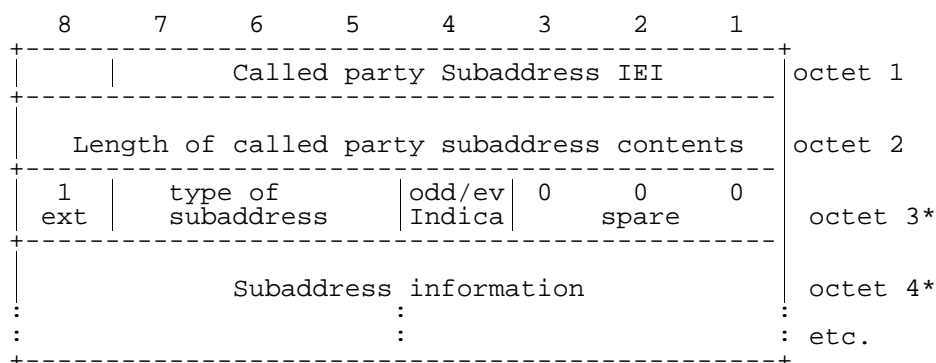 8 7 6 5 4 3 2 1
Called party Subaddress IEI octet 1
Length of called party subaddress contents octet 2
1 type of odd/ev 0 0 0
ext subaddress Indica spare octet 3*
Subaddress information octet 4*
: : :
: : : etc.